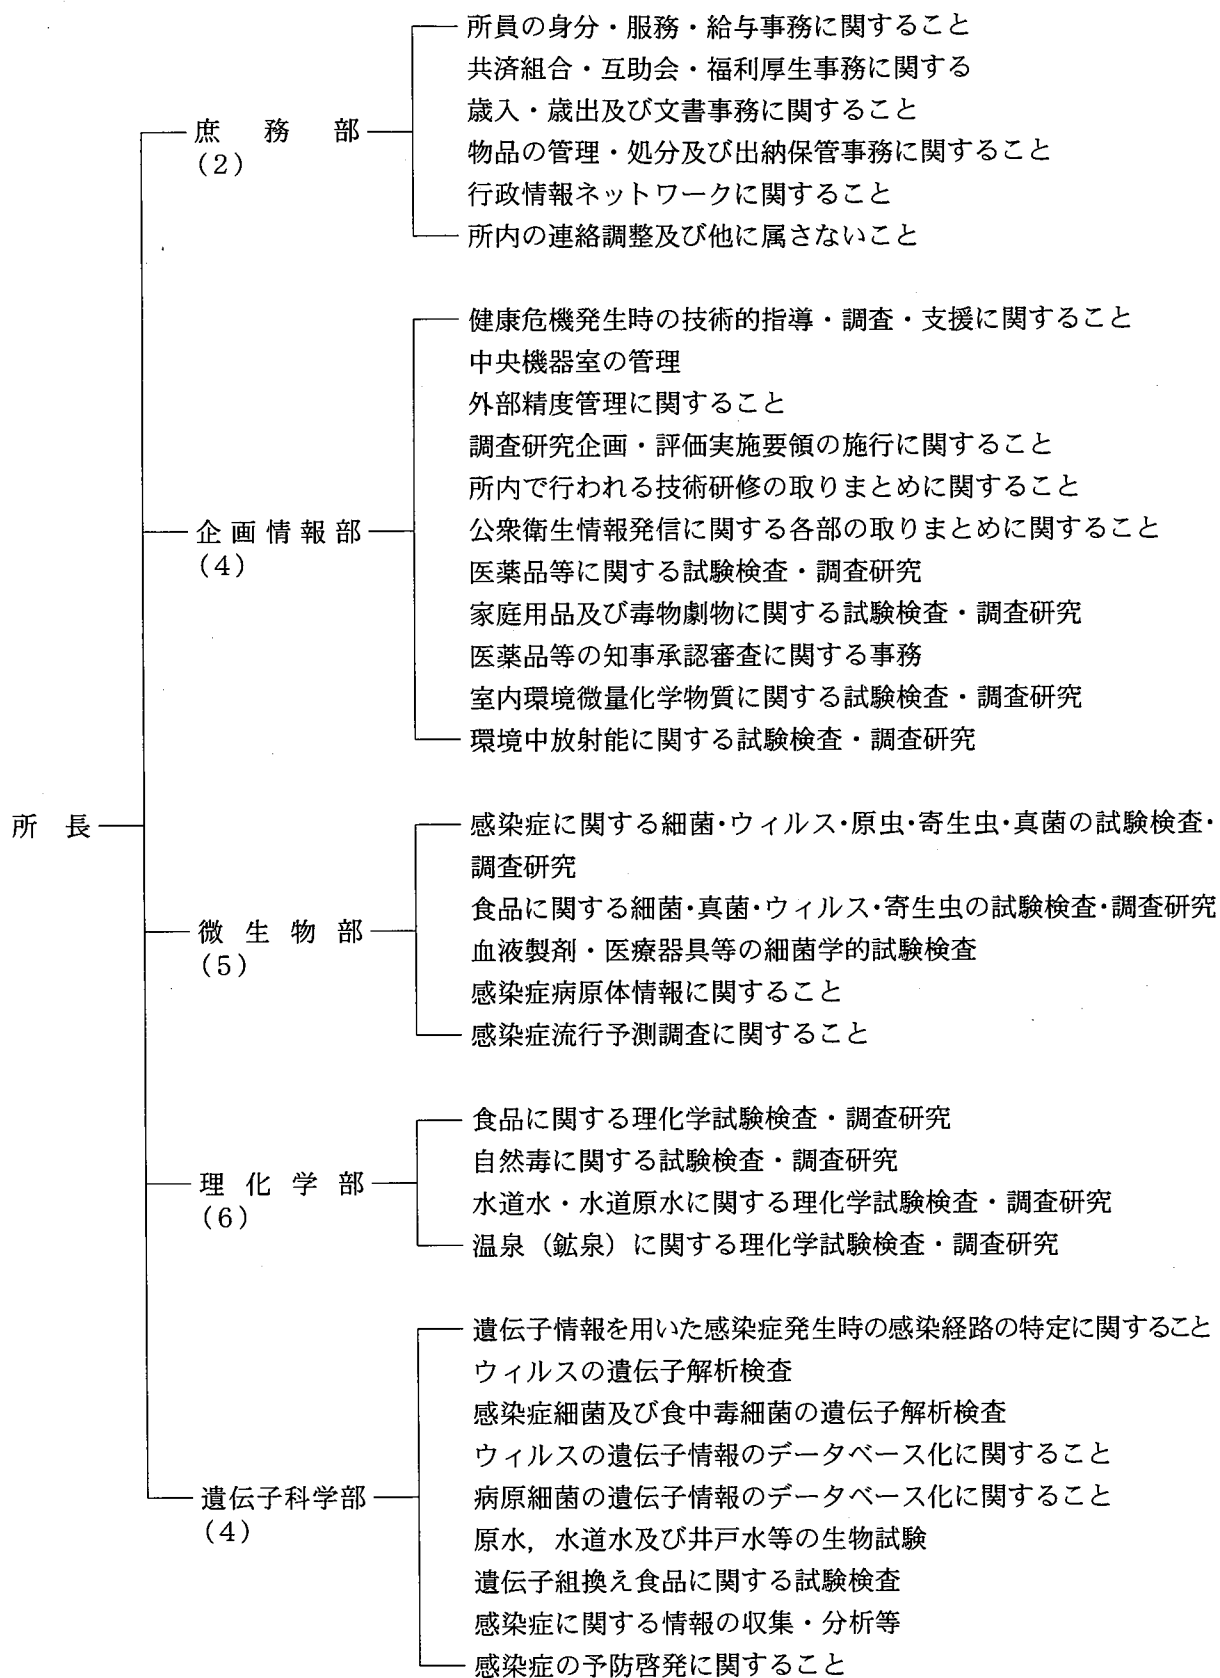 所長
庶務部
(2)
所員の身分・服務・給与事務に関すること
共済組合・互助会・福利厚生事務に関する
歳入・歳出及び文書事務に関すること
物品の管理・処分及び出納保管事務に関すること
行政情報ネットワークに関すること
所内の連絡調整及び他に属さないこと
企画情報部
(4)
健康危機発生時の技術的指導・調査・支援に関すること
中央機器室の管理
外部精度管理に関すること
調査研究企画・評価実施要領の施行に関すること
所内で行われる技術研修の取りまとめに関すること
公衆衛生情報発信に関する各部の取りまとめに関すること
医薬品等に関する試験検査・調査研究
家庭用品及び毒物劇物に関する試験検査・調査研究
医薬品等の知事承認審査に関する事務
室内環境微量化学物質に関する試験検査・調査研究
環境中放射能に関する試験検査・調査研究
微生物部
(5)
感染症に関する細菌・ウィルス・原虫・寄生虫・真菌の試験検査・
調査研究
食品に関する細菌・真菌・ウィルス・寄生虫の試験検査・調査研究
血液製剤・医療器具等の細菌学的試験検査
感染症病原体情報に関すること
感染症流行予測調査に関すること
理化学部
(6)
食品に関する理化学試験検査・調査研究
自然毒に関する試験検査・調査研究
水道水・水道原水に関する理化学試験検査・調査研究
温泉（鉱泉）に関する理化学試験検査・調査研究
遺伝子科学部
(4)
遺伝子情報を用いた感染症発生時の感染経路の特定に関すること
ウィルスの遺伝子解析検査
感染症細菌及び食中毒細菌の遺伝子解析検査
ウィルスの遺伝子情報のデータベース化に関すること
病原細菌の遺伝子情報のデータベース化に関すること
原水，水道水及び井戸水等の生物試験
遺伝子組換え食品に関する試験検査
感染症に関する情報の収集・分析等
感染症の予防啓発に関すること